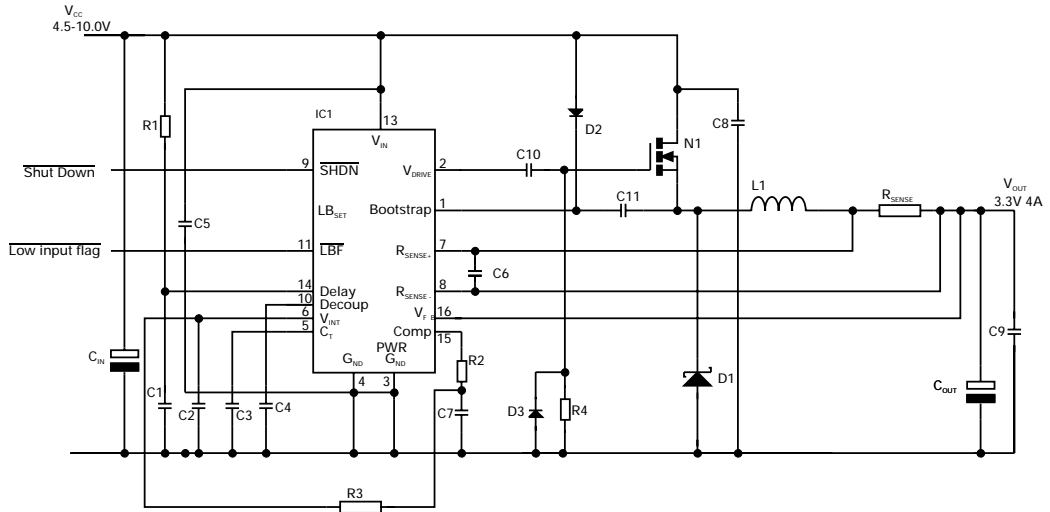 VCC
4.5-10.0V
IC1
R1
13
VIN
D2
C8
N1
Shut Down
9
SHDN
VDRIVE
2
C10
LBSET
Bootstrap
1
C11
L1
RSENSE
VOUT
3.3V 4A
C5
Low input flag
11
LBF
RSENSE+
7
C6
14
Delay
RSENSE -
8
10
Decoup
6
VINT
VF B
16
5
CT
Comp
15
C9
CIN
GND
PWR
GND
R2
4
3
C1
C2
C3
C4
C7
D3
R4
D1
COUT
R3